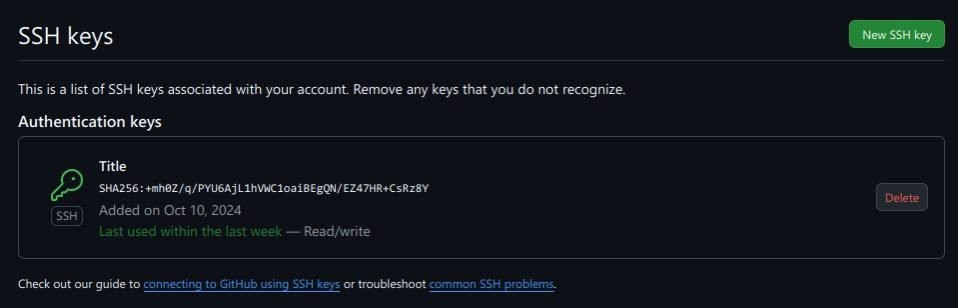 SSH keys
New SSH key
This is a list of SSH keys associated with your account. Remove any keys that you do not recognize.
Authentication keys
Title
SHA256:+mh0Z/q/PYU6AjL1hVWC1oaiBEgQN/EZ47HR+CsRz8Y
SSH
Added on Oct 10, 2024
Last used within the last week — Read/write
Delete
Check out our guide to connecting to GitHub using SSH keys or troubleshoot common SSH problems.